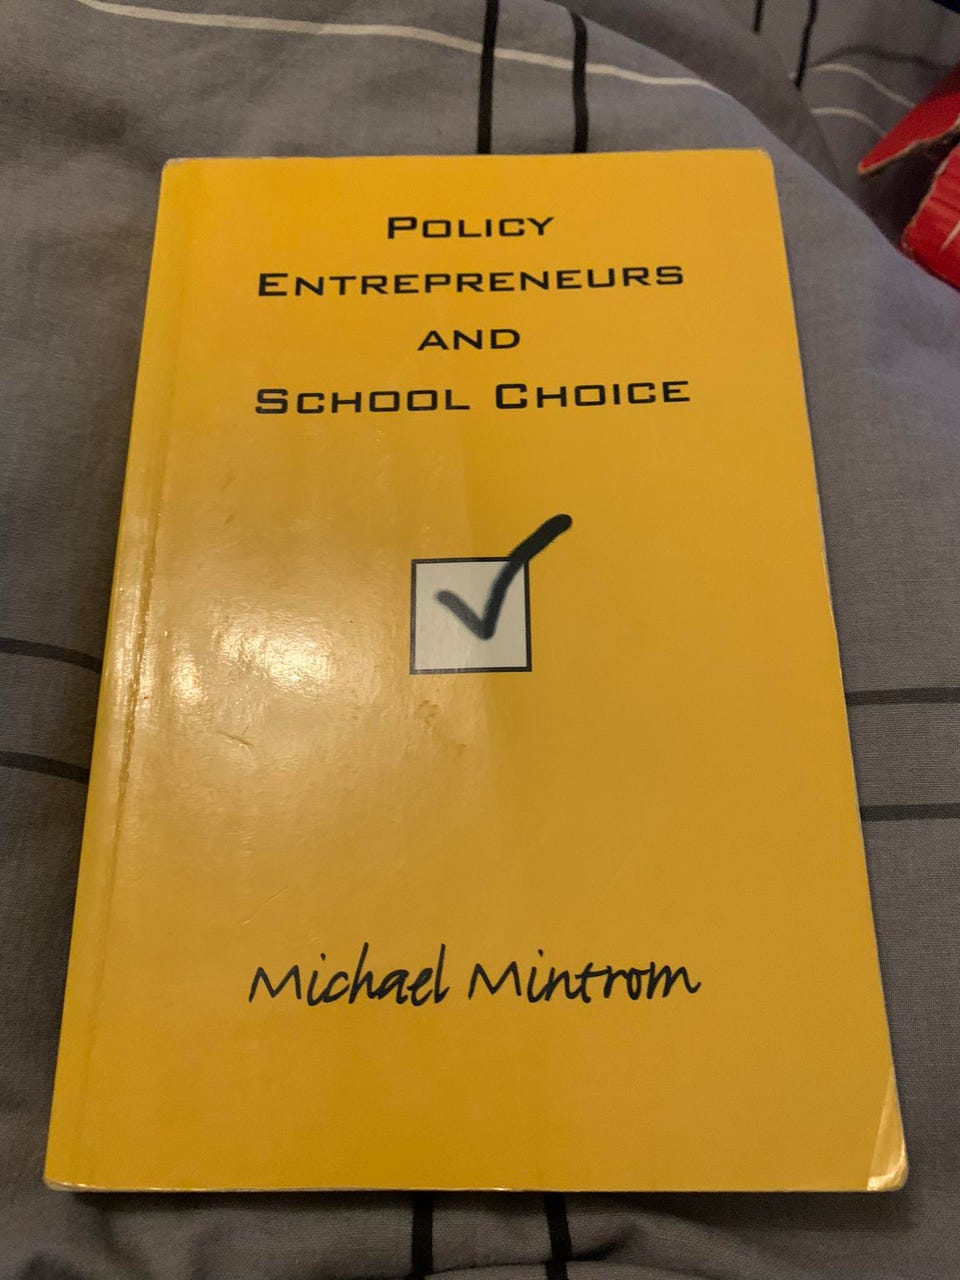 Policy
Entrepreneurs
and
School Choice
Michael Mintrom